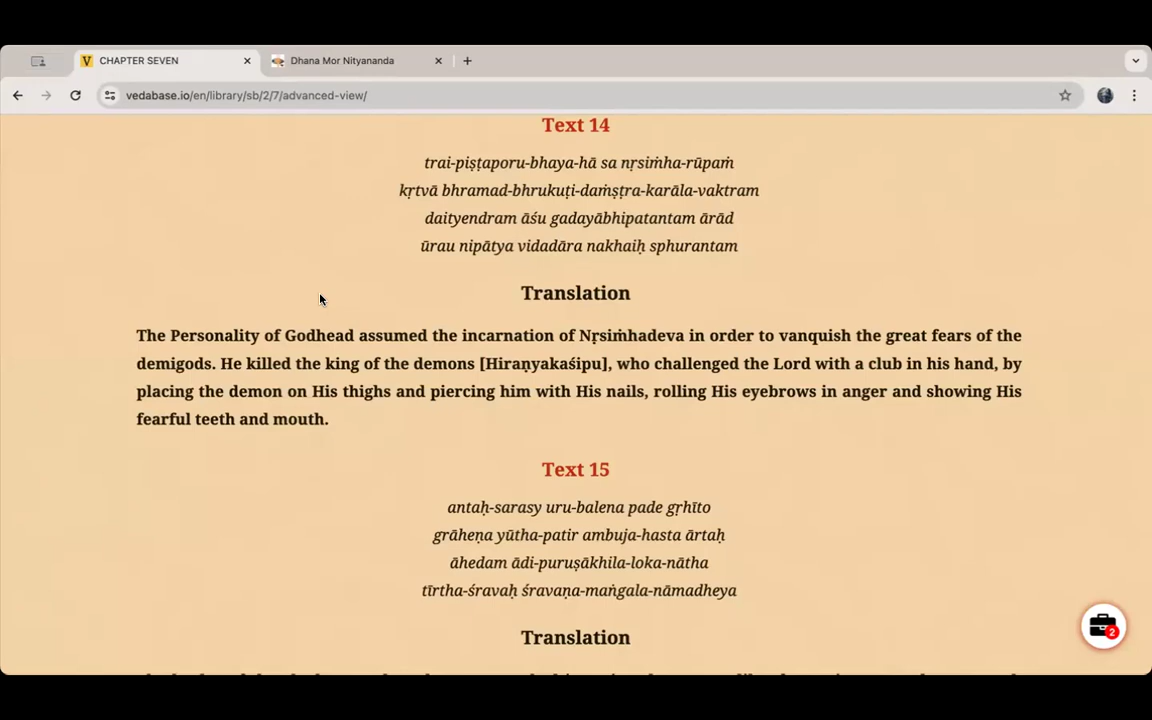 CHAPTER SEVEN
Dhana Mor Nityananda
vedabase.io/en/library/sb/2/7/advanced-view/
Text 14
trai-piṣṭaporu-bhaya-hā sa nṛsiṁha-rūpaṁ
kṛtvā bhramad-bhrukuṭi-daṁṣṭra-karāla-vaktram
daityendram āśu gadayābhipatantam ārād
ūrau nipātya vidadāra nakhaiḥ sphurantam
Translation
The Personality of Godhead assumed the incarnation of Nṛsiṁhadeva in order to vanquish the great fears of the
demigods. He killed the king of the demons [Hiraṇyakaśipu], who challenged the Lord with a club in his hand, by
placing the demon on His thighs and piercing him with His nails, rolling His eyebrows in anger and showing His
fearful teeth and mouth.
Text 15
antaḥ-sarasy uru-balena pade gṛhīto
grāheṇa yūtha-patir ambuja-hasta ārtaḥ
āhedam ādi-puruṣākhila-loka-nātha
tīrtha-śravaḥ śravaṇa-maṅgala-nāmadheya
Translation
2